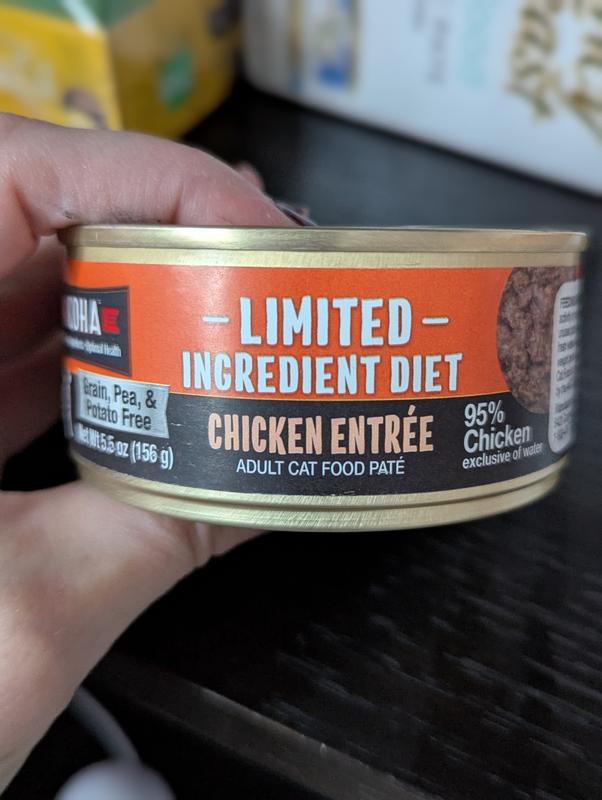 – LIMITED –
INGREDIENT DIET
Grain, Pea, &
Potato Free
Net Wt 5.5 oz (156 g)
CHICKEN ENTRÉE
ADULT CAT FOOD PATÉ
95%
Chicken
exclusive of water